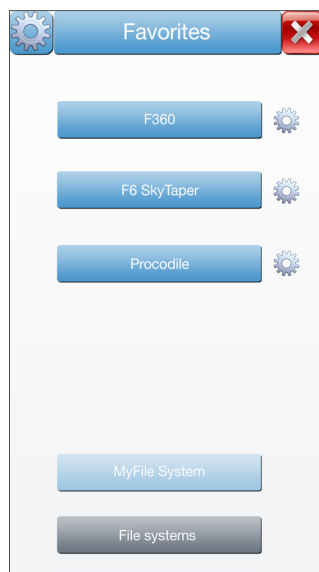 Favorites
F360
F6 SkyTaper
Procodile
MyFile System
File systems